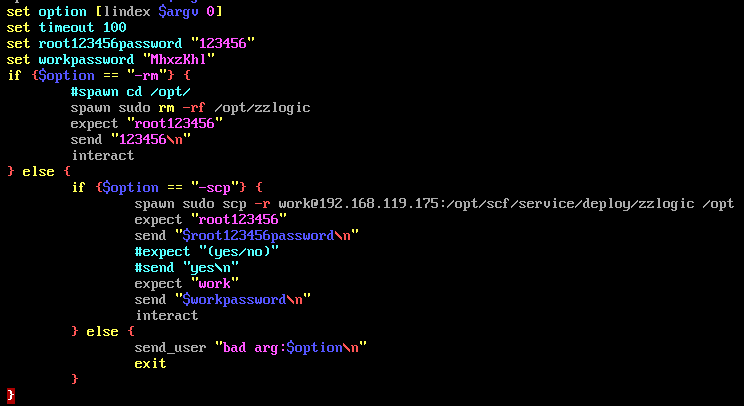 set option [lindex $argv 0]
set timeout 100
set root123456password "123456"
set workpassword "MhxzKhl"
if {$option == "-rm"} {
#spawn cd /opt/
spawn sudo rm -rf /opt/zzlogic
expect "root123456"
send "123456\n"
interact
} else {
if {$option == "-scp"} {
spawn sudo scp -r work@192.168.119.175:/opt/scf/service/deploy/zzlogic /opt
expect "root123456"
send "$root123456password\n"
#expect "(yes/no)"
#send "yes\n"
expect "work"
send "$workpassword\n"
interact
} else {
send_user "bad arg:$option\n"
exit
}
}